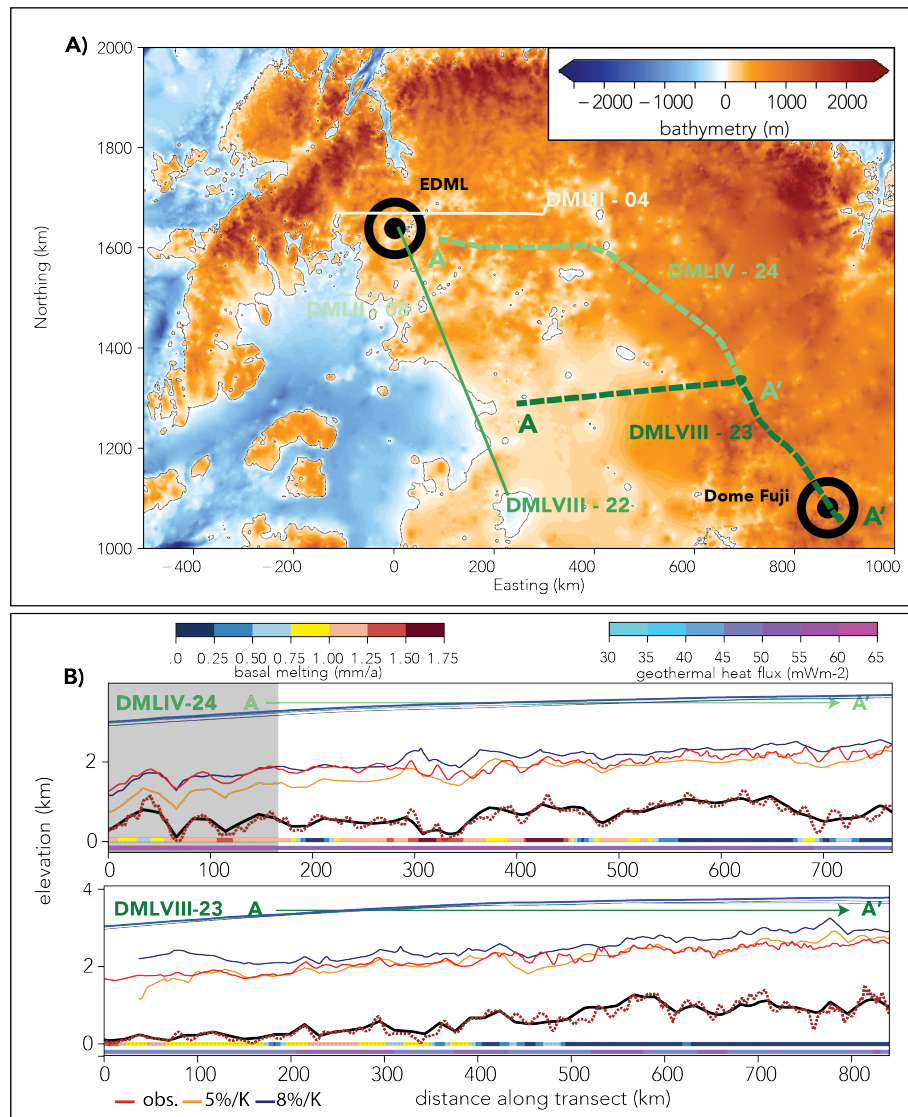 A)
2000
1800
1600
1400
1200
1000
Northing (km)
−2000 −1000 0 1000 2000
bathymetry (m)
EDML
DMLII - 04
A
DMLIV - 24
DMLII - 08
A'
A
DMLVIII - 23
Dome Fuji
DMLVIII - 22
A'
−400 −200 0 200 400 600 800 1000
Easting (km)
.0 0.25 0.50 0.75 1.00 1.25 1.50 1.75
basal melting (mm/a)
30 35 40 45 50 55 60 65
geothermal heat flux (mWm-2)
B)
DMLIV-24 A A'
2
0
0 100 200 300 400 500 600 700
elevation (km)
4
DMLVIII-23 A A'
2
0
0 100 200 300 400 500 600 700 800
distance along transect (km)
obs. 5%/K 8%/K